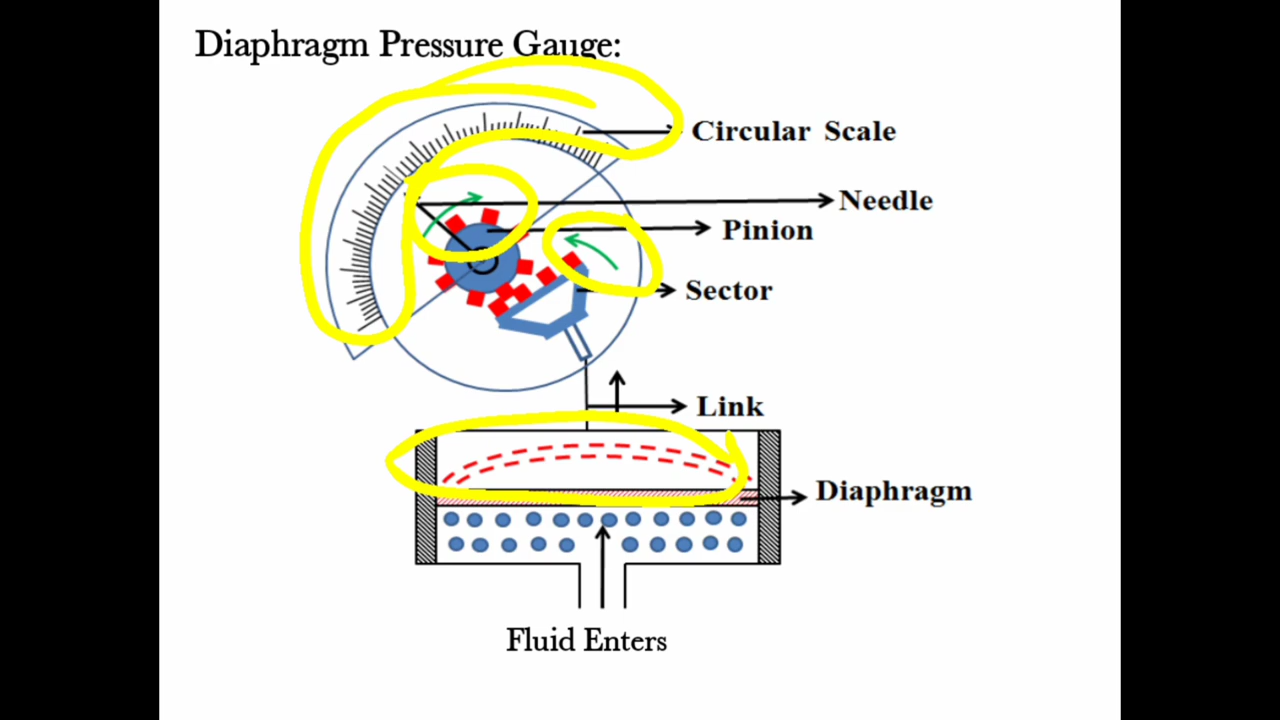 Diaphragm Pressure Gauge:
Circular Scale
Needle
Pinion
Sector
Link
Diaphragm
Fluid Enters